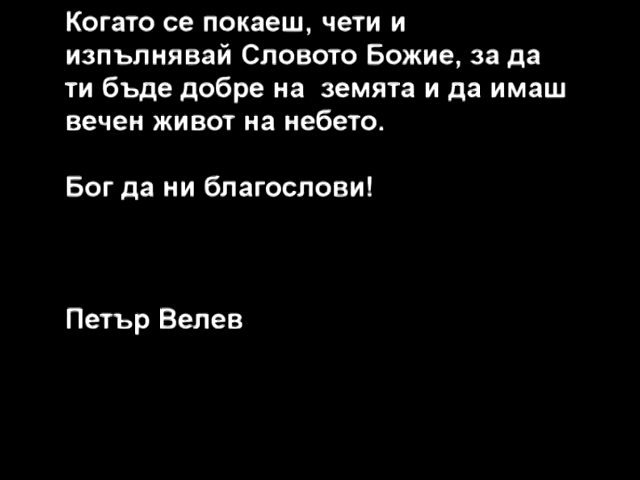 Когато се покаеш, чети и
изпълнявай Словото Божие, за да
ти бъде добре на  земята и да имаш
вечен живот на небето.
Бог да ни благослови!
Петър Велев